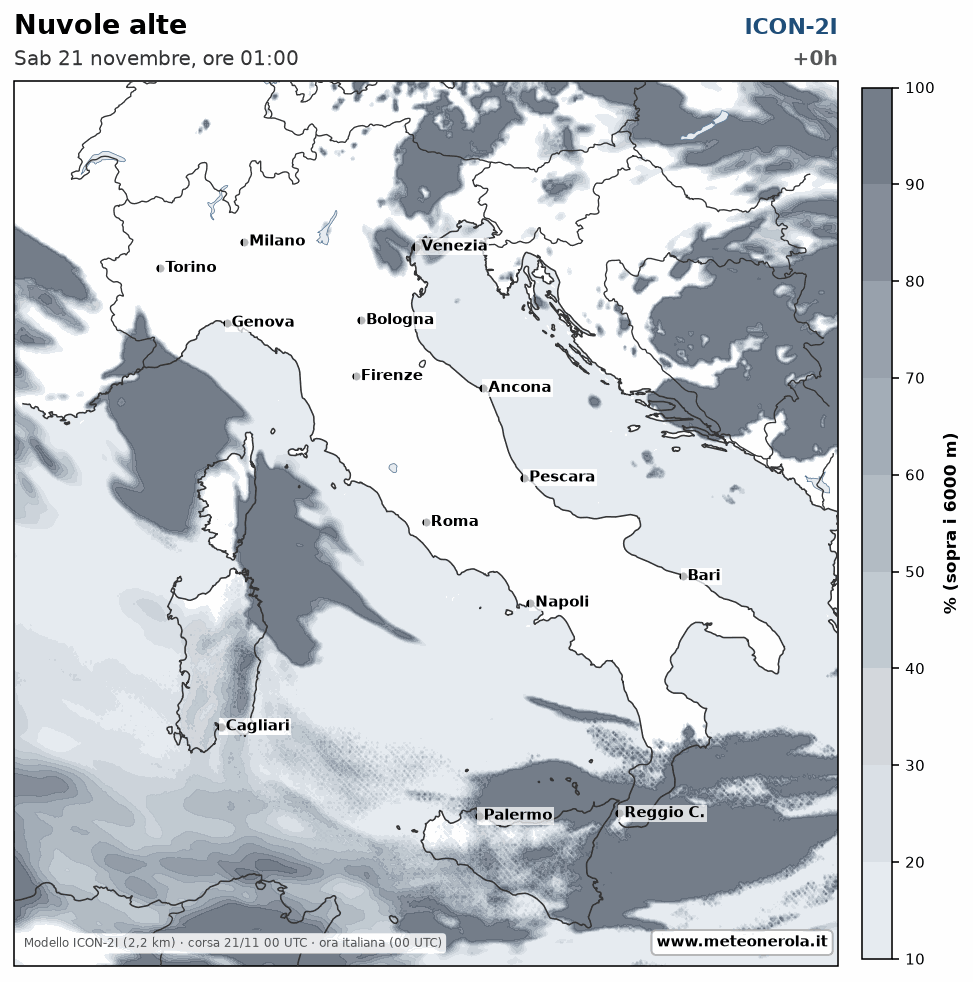 Nuvole alte
ICON-2I
Sab 21 novembre, ore 01:00
+0h
Milano
Venezia
Torino
Genova
Bologna
Firenze
Ancona
Pescara
Roma
Bari
Napoli
Cagliari
Palermo
Reggio C.
100
90
80
70
60
50
40
30
20
10
% (sopra i 6000 m)
Modello ICON-2I (2,2 km) · corsa 21/11 00 UTC · ora italiana (00 UTC)
www.meteonerola.it